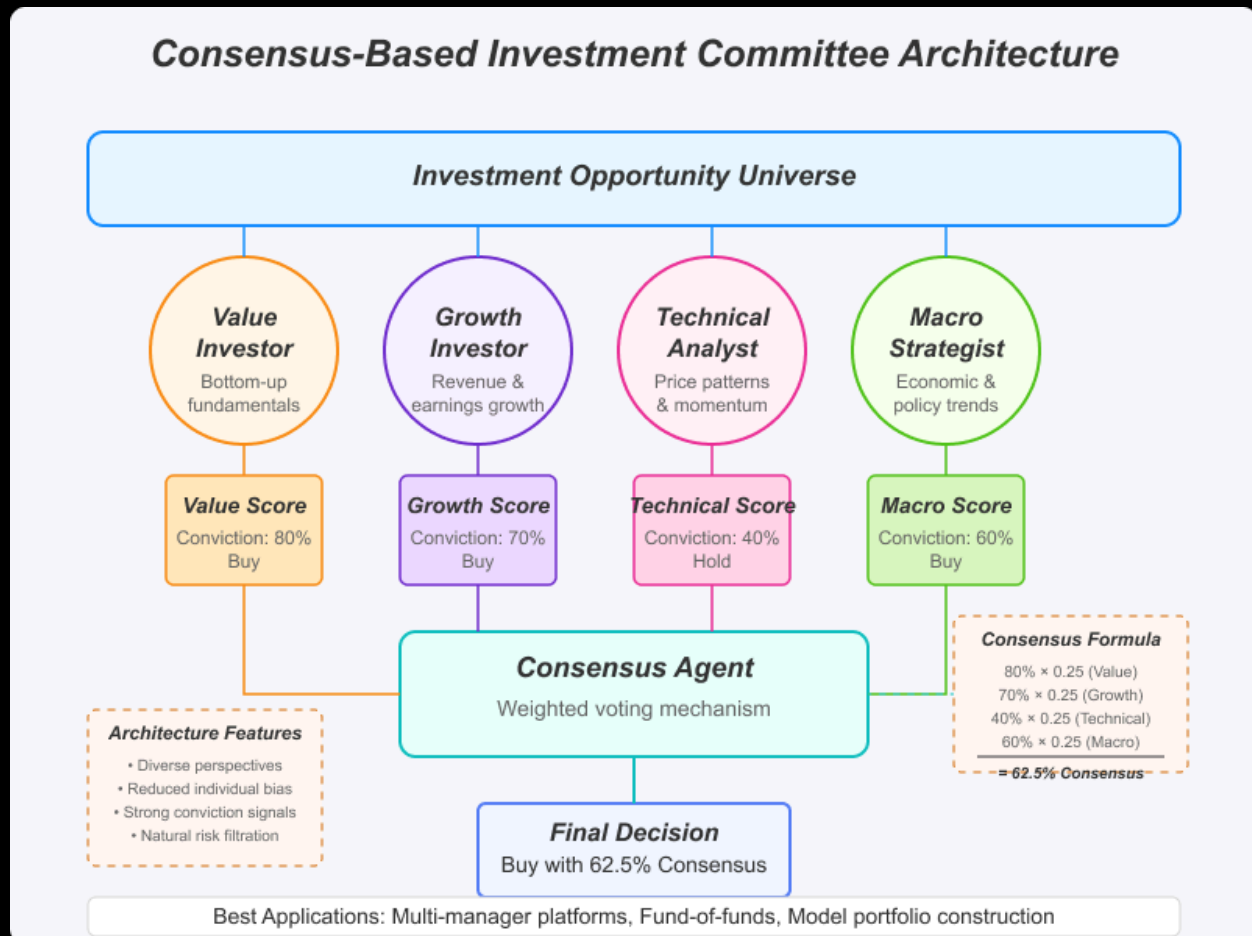 Consensus-Based Investment Committee Architecture
Investment Opportunity Universe
Value
Investor
Bottom-up
fundamentals
Growth
Investor
Revenue &
earnings growth
Technical
Analyst
Price patterns
& momentum
Macro
Strategist
Economic &
policy trends
Value Score
Conviction: 80%
Buy
Growth Score
Conviction: 70%
Buy
Technical Score
Conviction: 40%
Hold
Macro Score
Conviction: 60%
Buy
Consensus Agent
Weighted voting mechanism
Consensus Formula
80% × 0.25 (Value)
70% × 0.25 (Growth)
40% × 0.25 (Technical)
60% × 0.25 (Macro)
= 62.5% Consensus
Architecture Features
• Diverse perspectives
• Reduced individual bias
• Strong conviction signals
• Natural risk filtration
Final Decision
Buy with 62.5% Consensus
Best Applications: Multi-manager platforms, Fund-of-funds, Model portfolio construction